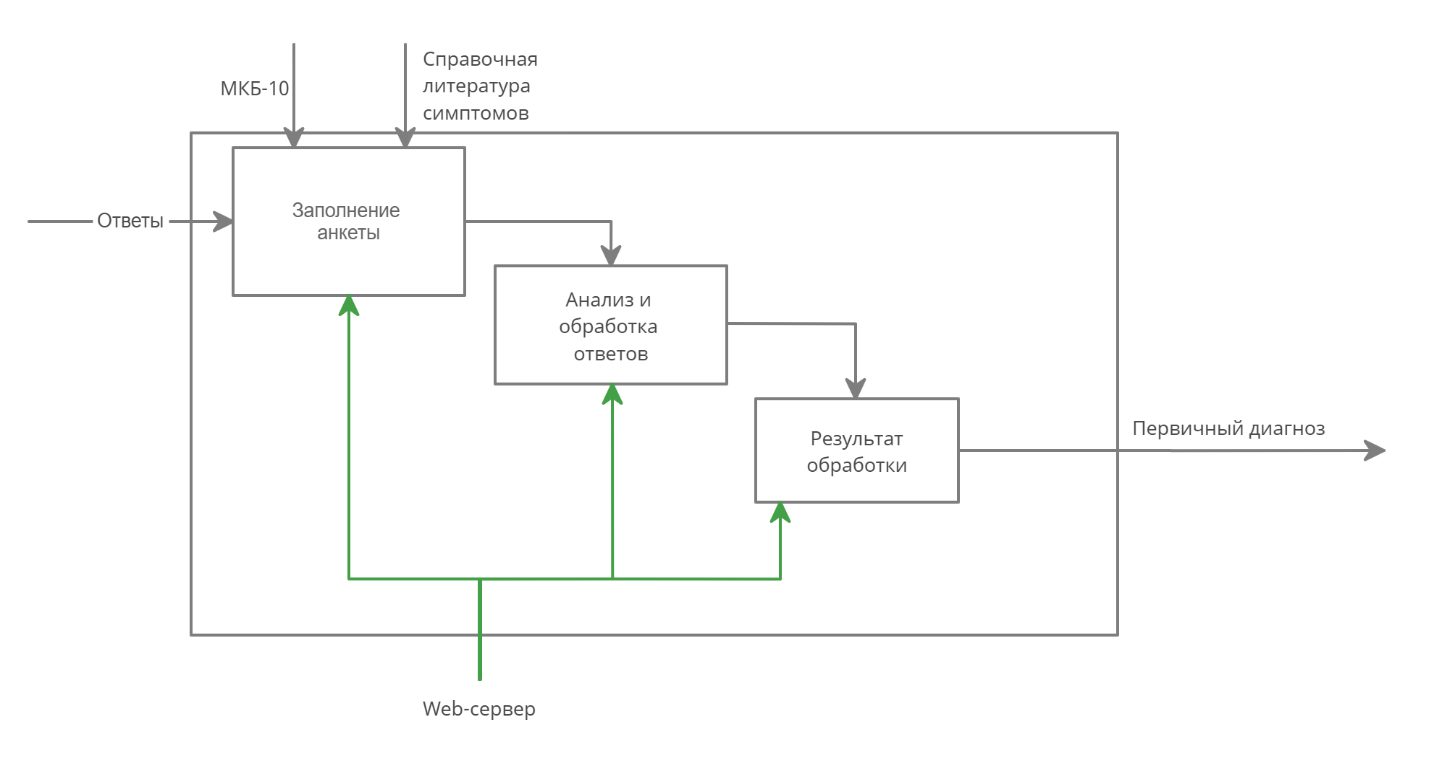 МКБ-10
Справочная
литература
симптомов
Ответы
Заполнение
анкеты
Анализ и
обработка
ответов
Результат
обработки
Первичный диагноз
Web-сервер